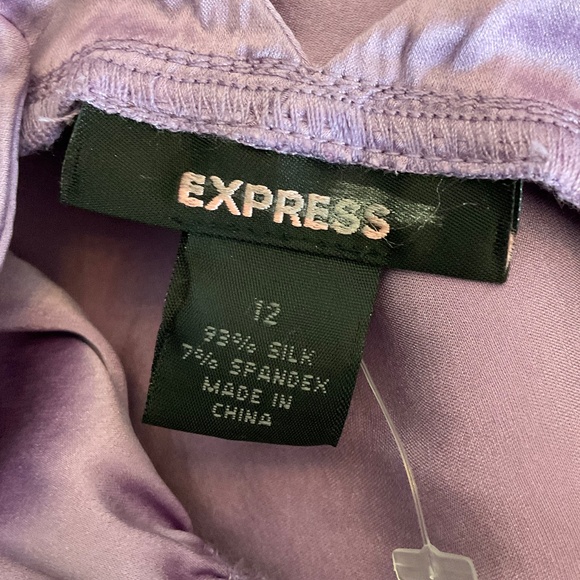 EXPRESS
12
93% SILK
7% SPANDEX
MADE IN
CHINA